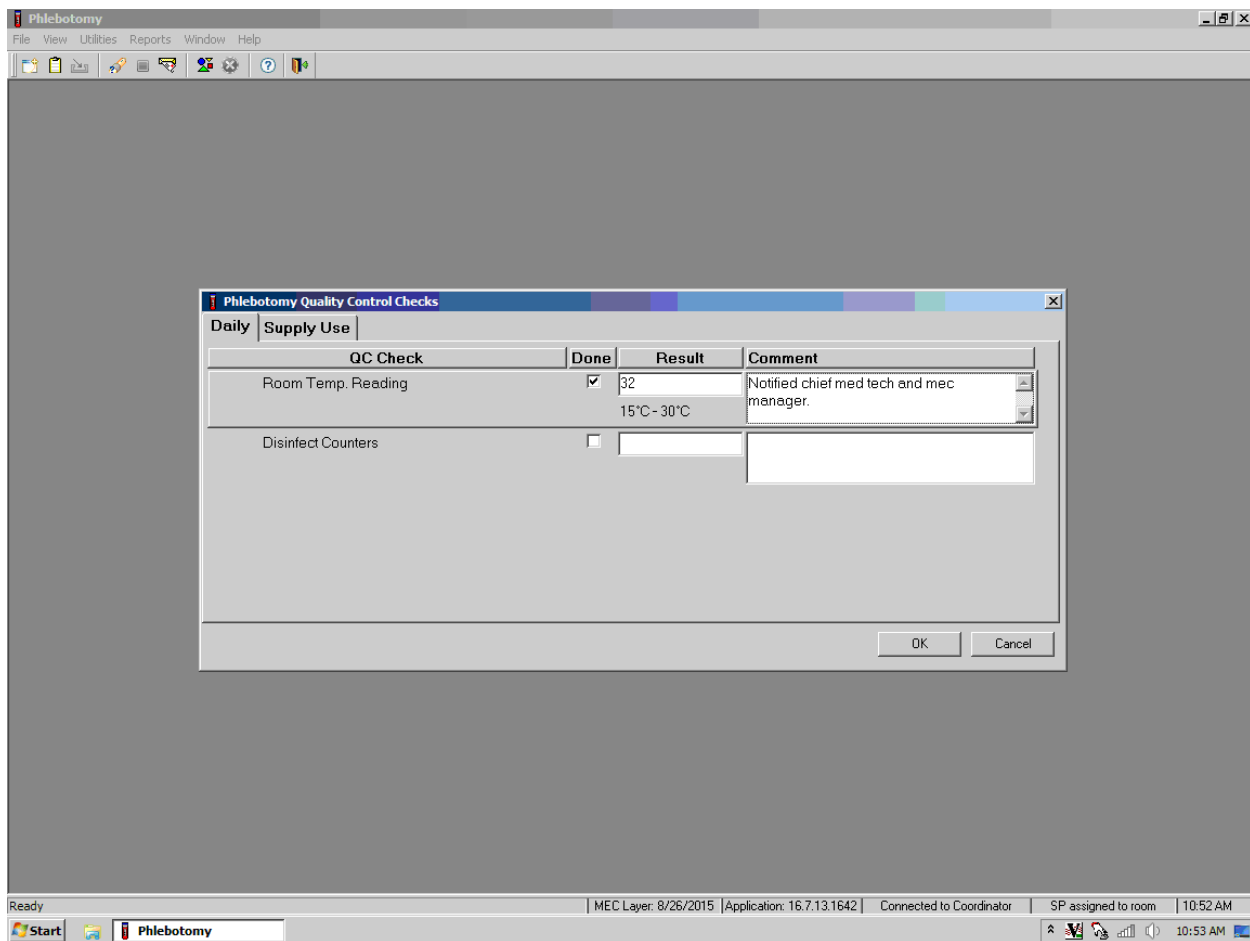 Phlebotomy
File View Utilities Reports Window Help
Phlebotomy Quality Control Checks
Daily Supply Use
QC Check Done Result Comment
Room Temp. Reading 32 Notified chief med tech and mec
manager.
15°C - 30°C
Disinfect Counters
OK Cancel
Ready MEC Layer: 8/26/2015 Application: 16.7.13.1642 Connected to Coordinator SP assigned to room 10:52 AM
Start Phlebotomy 10:53 AM